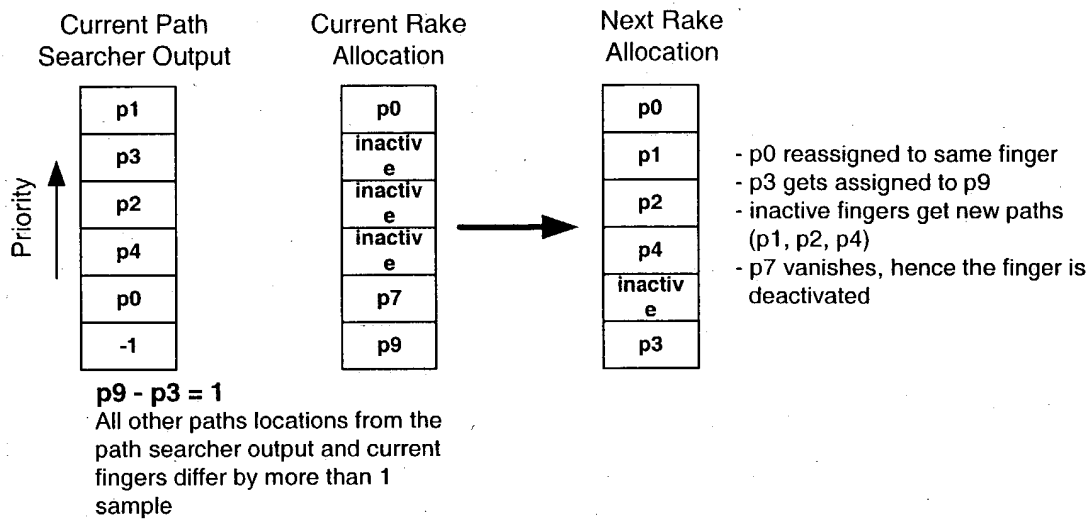 Current Path
Searcher Output
Current Rake
Allocation
Next Rake
Allocation
Priority
p1
p3
p2
p4
p0
-1
p0
inactiv
e
inactiv
e
inactiv
e
p7
p9
p0
p1
p2
p4
inactiv
e
p3
- p0 reassigned to same finger
- p3 gets assigned to p9
- inactive fingers get new paths
(p1, p2, p4)
- p7 vanishes, hence the finger is
deactivated
p9 - p3 = 1
All other paths locations from the
path searcher output and current
fingers differ by more than 1
sample